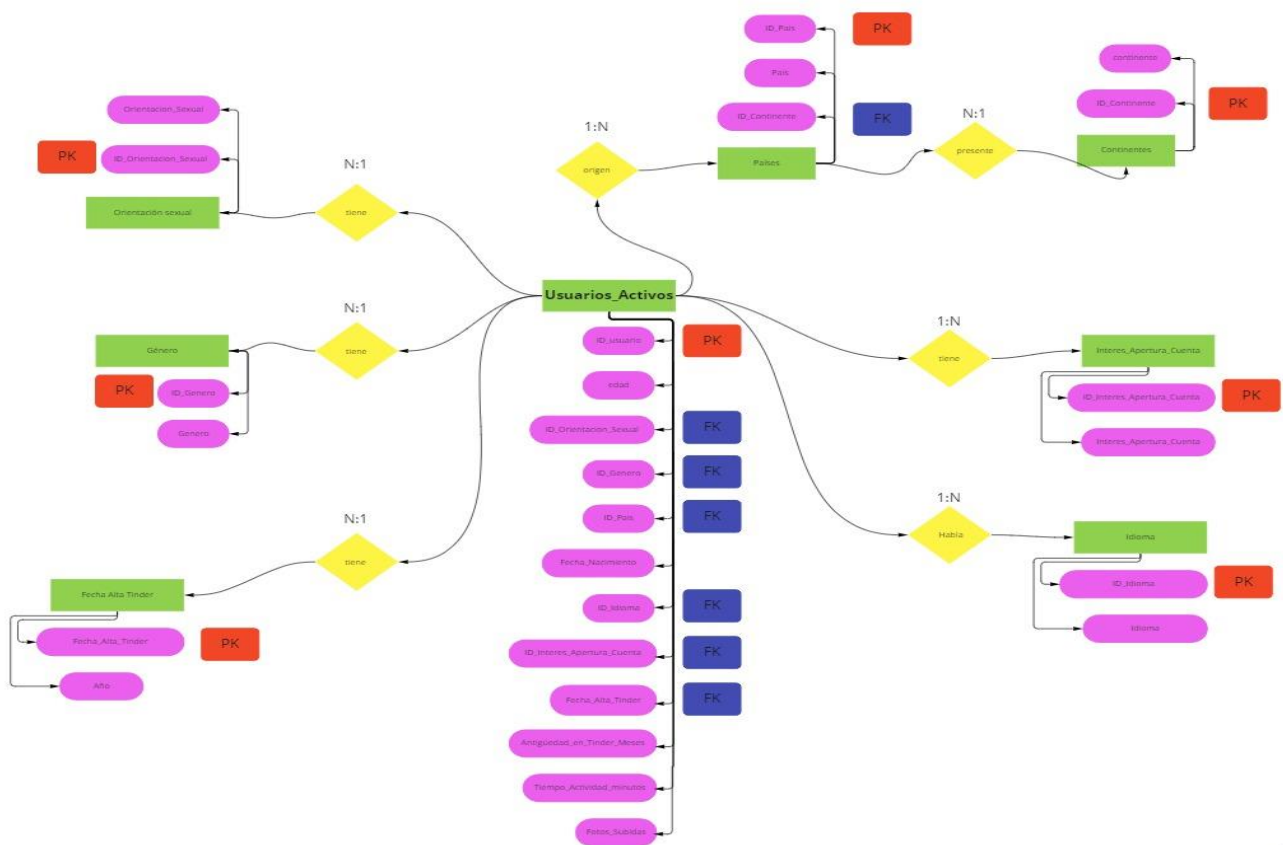 ID_Pais
PK
País
ID_Continente
FK
Países
1:N
origen
N:1
presente
continente
ID_Continente
PK
Continentes
Orientacion_Sexual
PK
ID_Orientacion_Sexual
Orientación sexual
N:1
tiene
Género
PK
ID_Genero
Genero
N:1
tiene
Fecha Alta Tinder
Fecha_Alta_Tinder
PK
Año
N:1
tiene
Usuarios_Activos
ID_usuario
PK
edad
ID_Orientacion_Sexual
FK
ID_Genero
FK
ID_Pais
FK
Fecha_Nacimiento
ID_Idioma
FK
ID_Interes_Apertura_Cuenta
FK
Fecha_Alta_Tinder
FK
Antigüedad_en_Tinder_Meses
Tiempo_Actividad_minutos
Fotos_Subidas
1:N
tiene
Interes_Apertura_Cuenta
ID_Interes_Apertura_Cuenta
PK
Interes_Apertura_Cuenta
1:N
Habla
Idioma
ID_Idioma
PK
Idioma